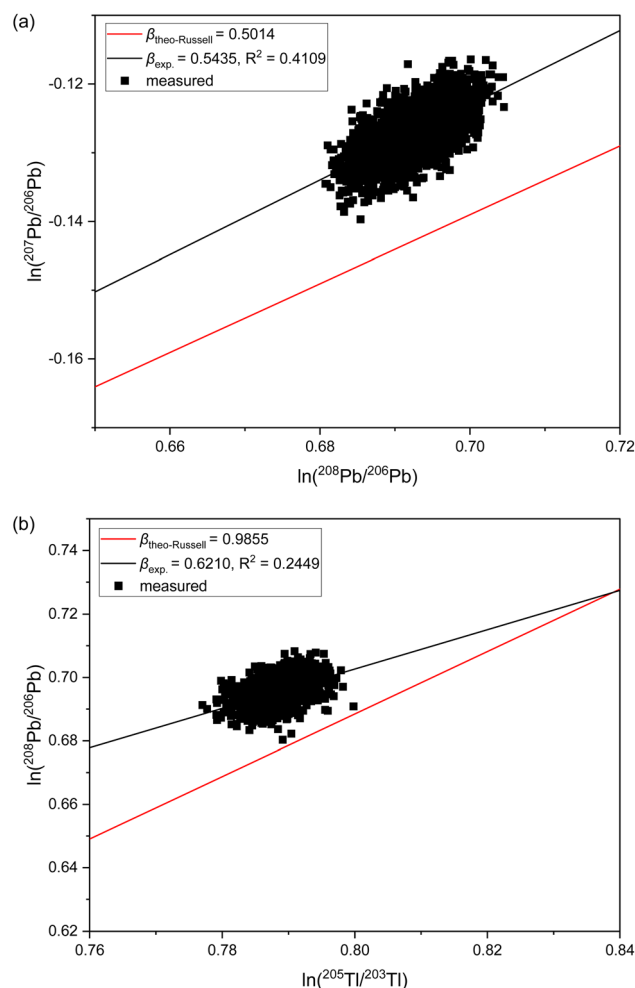 (a)
βtheo-Russell = 0.5014
βexp. = 0.5435, R² = 0.4109
measured
-0.12
-0.14
-0.16
ln(²⁰⁷Pb/²⁰⁶Pb)
0.66
0.68
0.70
0.72
ln(²⁰⁸Pb/²⁰⁶Pb)
(b)
βtheo-Russell = 0.9855
βexp. = 0.6210, R² = 0.2449
measured
0.74
0.72
0.70
0.68
0.66
0.64
0.62
ln(²⁰⁸Pb/²⁰⁶Pb)
0.76
0.78
0.80
0.82
0.84
ln(²⁰⁵Tl/²⁰³Tl)